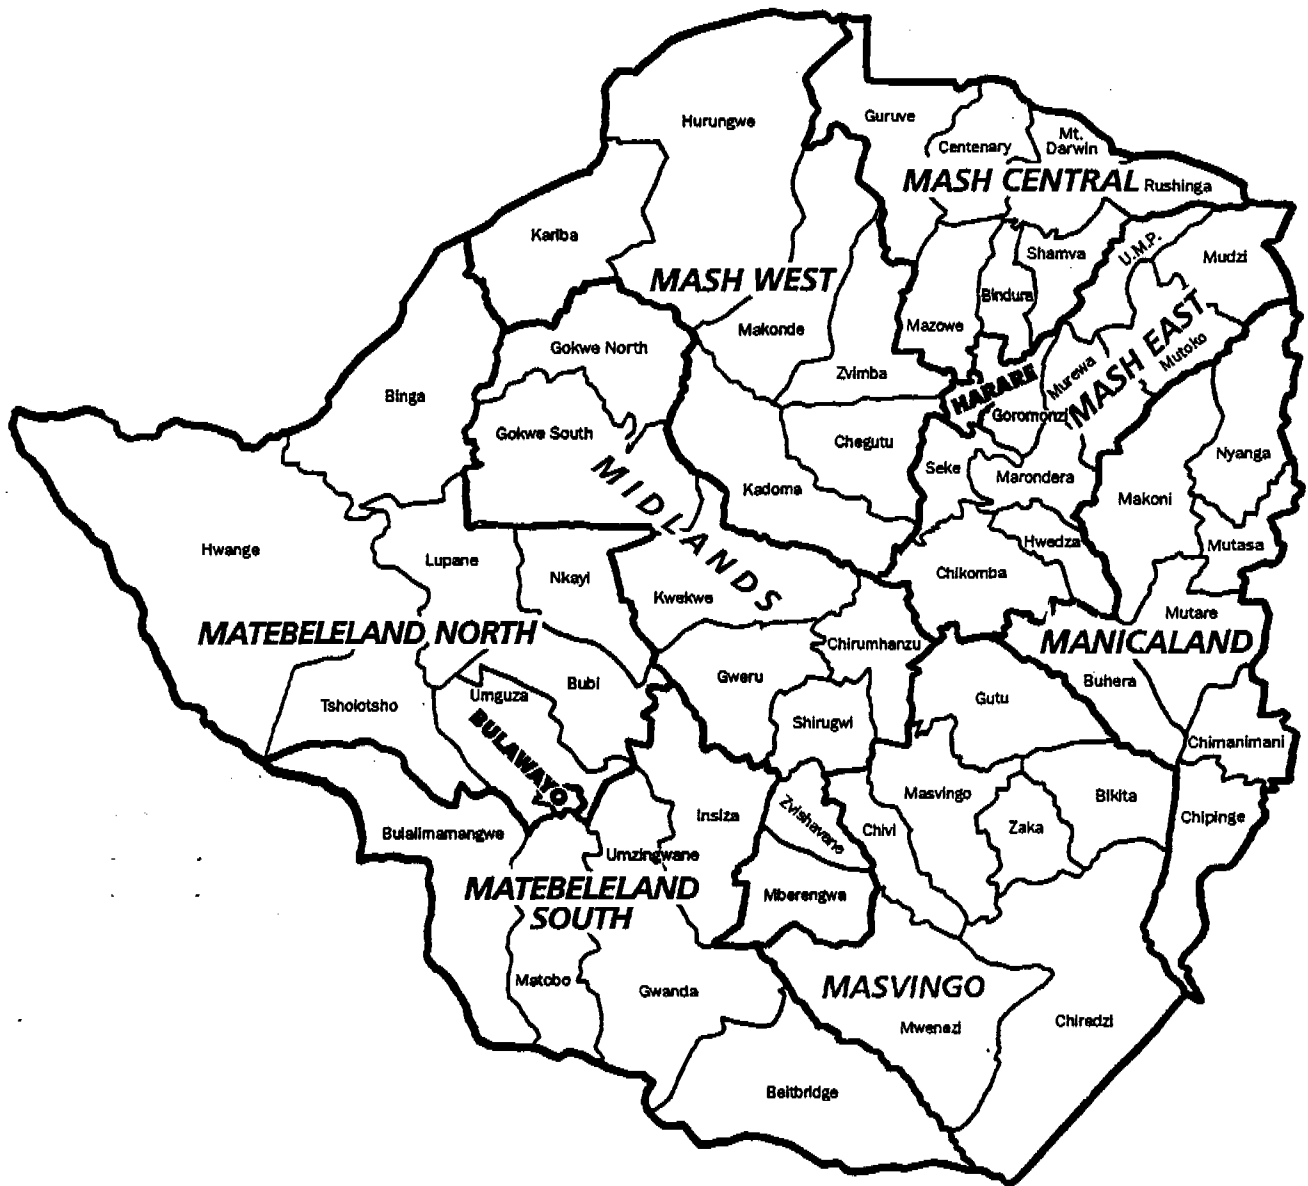 Hurungwe
Guruve
Centenary
Mt.
Darwin
MASH CENTRAL
Rushinga
Kariba
Shamva
U.M.P.
Mudzi
MASH WEST
Bindura
Makonde
Mazowe
MASH EAST
Gokwe North
Zvimba
HARARE
Murewa
Mutoko
Binga
Goromonzi
Gokwe South
Chegutu
Seke
Marondera
Nyanga
MIDLANDS
Kadoma
Makoni
Hwange
Lupane
Nkayi
Hwedza
Mutasa
Chikomba
Kwekwe
Mutare
MATEBELELAND NORTH
Chirumhanzu
MANICALAND
Gweru
Bubi
Buhera
Tsholotsho
Umguza
Gutu
BULAWAYO
Shirugwi
Chimanimani
Masvingo
Bikita
Insiza
Zvishavane
Chivi
Zaka
Chipinge
Bulalimamangwe
Umzingwane
MATEBELELAND
SOUTH
Mberengwa
Matobo
Gwanda
MASVINGO
Mwenezi
Chiredzi
Beitbridge